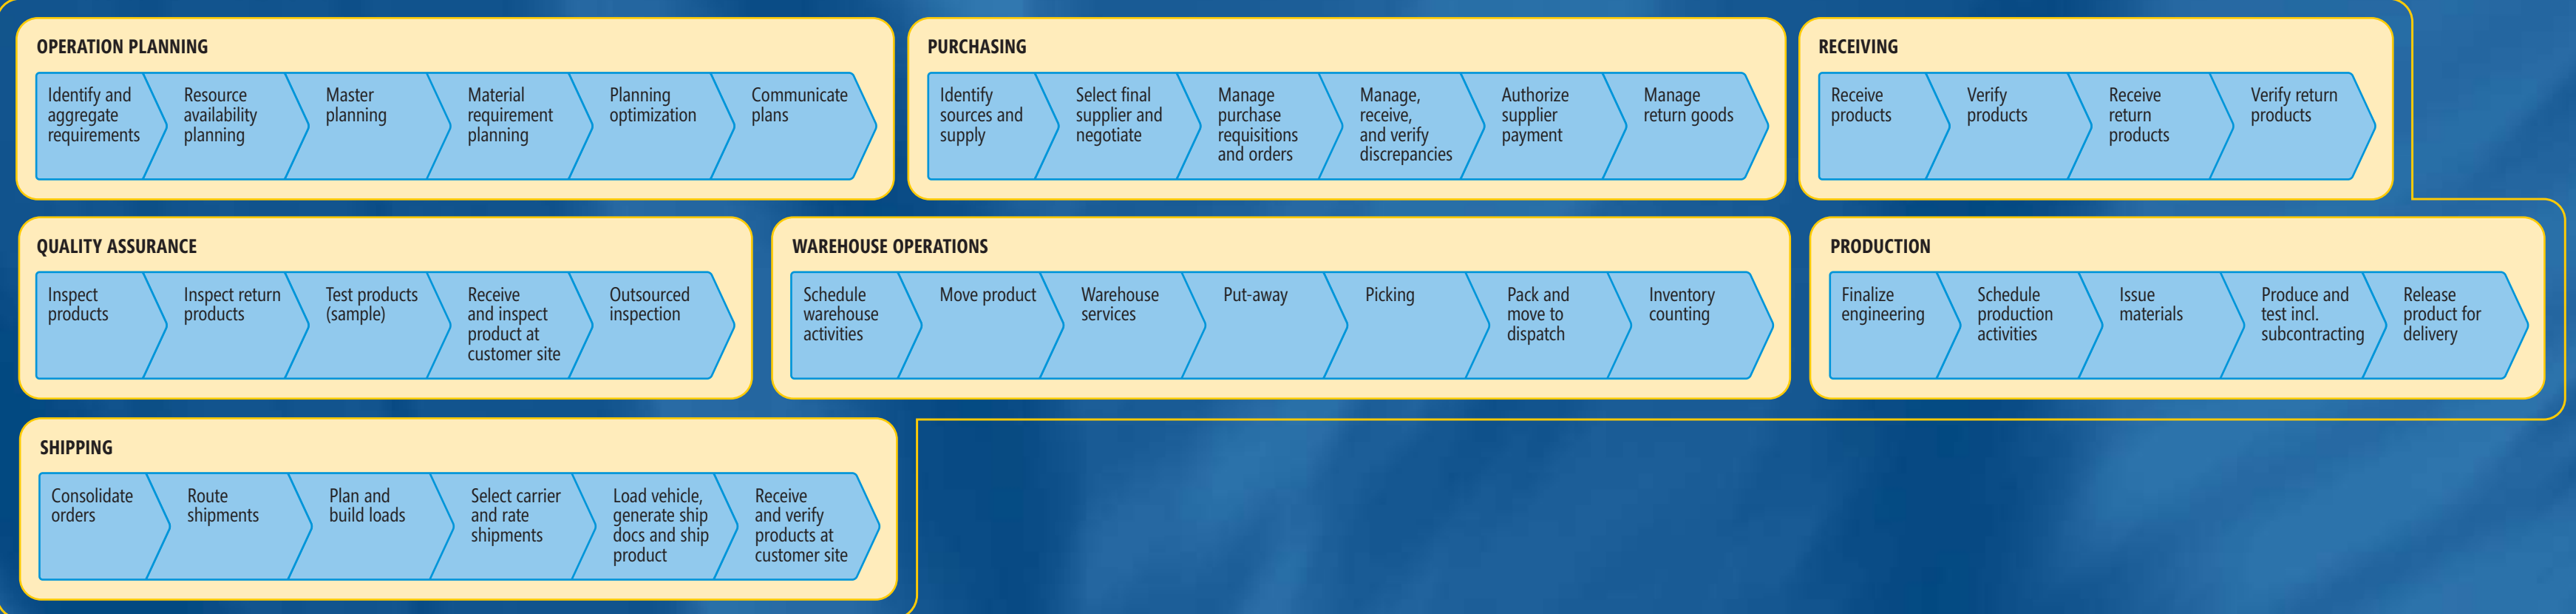 OPERATION PLANNING
Identify and
aggregate
requirements
Resource
availability
planning
Master
planning
Material
requirement
planning
Planning
optimization
Communicate
plans
PURCHASING
Identify
sources and
supply
Select final
supplier and
negotiate
Manage
purchase
requisitions
and orders
Manage,
receive,
and verify
discrepancies
Authorize
supplier
payment
Manage
return goods
RECEIVING
Receive
products
Verify
products
Receive
return
products
Verify return
products
QUALITY ASSURANCE
Inspect
products
Inspect return
products
Test products
(sample)
Receive
and inspect
product at
customer site
Outsourced
inspection
WAREHOUSE OPERATIONS
Schedule
warehouse
activities
Move product
Warehouse
services
Put-away
Picking
Pack and
move to
dispatch
Inventory
counting
PRODUCTION
Finalize
engineering
Schedule
production
activities
Issue
materials
Produce and
test incl.
subcontracting
Release
product for
delivery
SHIPPING
Consolidate
orders
Route
shipments
Plan and
build loads
Select carrier
and rate
shipments
Load vehicle,
generate ship
docs and ship
product
Receive
and verify
products at
customer site